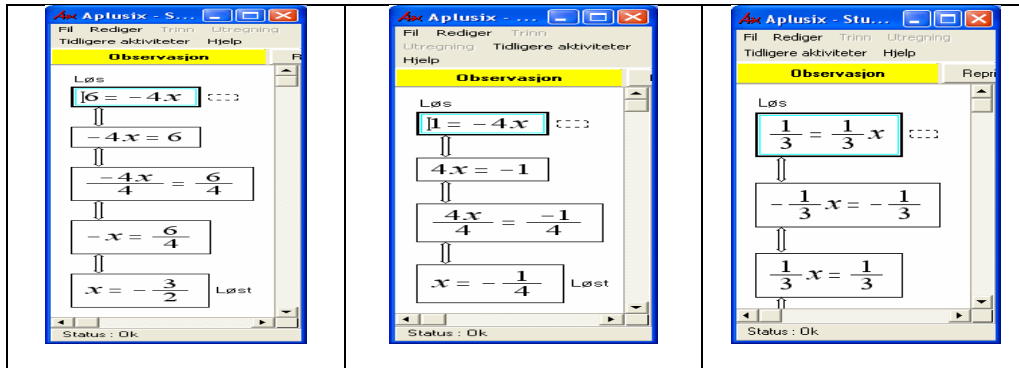 Aplusix - S...
Fil Rediger Trinn Utregning
Tidligere aktiviteter Hjelp
Observasjon R
Løs
6 = −4x
−4x = 6
−4x/4 = 6/4
−x = 6/4
x = −3/2 Løst
Status : Ok
Aplusix - ...
Fil Rediger Trinn
Utregning Tidligere aktiviteter
Hjelp
Observasjon
Løs
1 = −4x
4x = −1
4x/4 = −1/4
x = −1/4 Løst
Status : Ok
Aplusix - Stu...
Fil Rediger Trinn Utregning
Tidligere aktiviteter Hjelp
Observasjon Repri
Løs
1/3 = 1/3 x
−1/3 x = −1/3
1/3 x = 1/3
Status : Ok